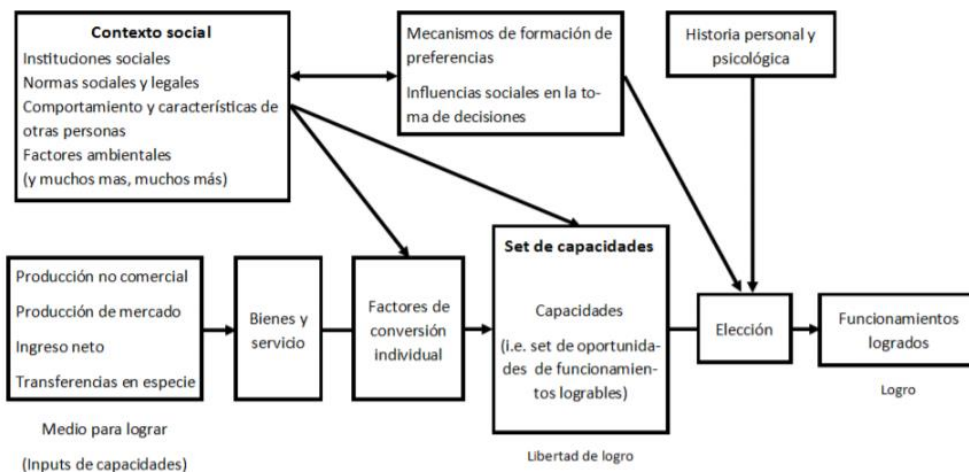 Contexto social
Instituciones sociales
Normas sociales y legales
Comportamiento y características de
otras personas
Factores ambientales
(y muchos mas, muchos más)
Mecanismos de formación de
preferencias
Influencias sociales en la to-
ma de decisiones
Historia personal y
psicológica
Producción no comercial
Producción de mercado
Ingreso neto
Transferencias en especie
Medio para lograr
(Inputs de capacidades)
Bienes y
servicio
Factores de
conversión
individual
Set de capacidades
Capacidades
(i.e. set de oportunida-
des de funcionamien-
tos logrables)
Libertad de logro
Elección
Funcionamientos
logrados
Logro